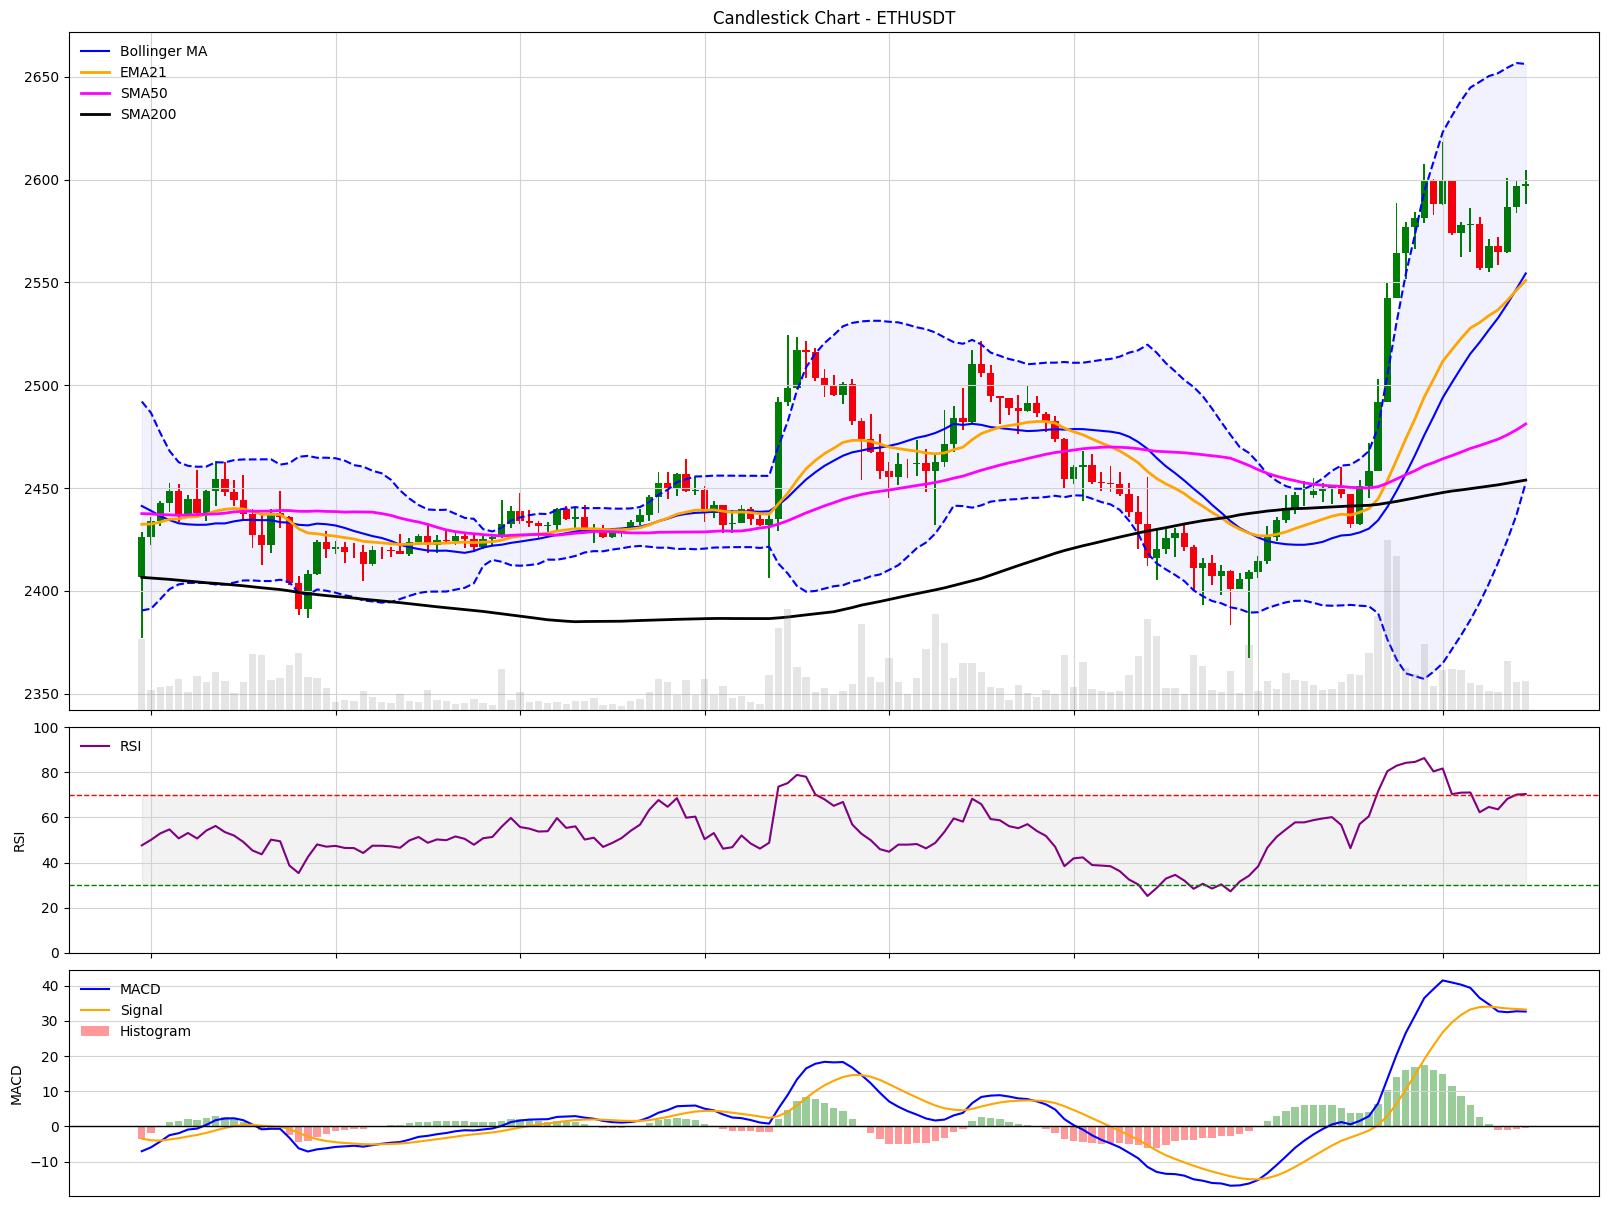 Candlestick Chart - ETHUSDT
Bollinger MA
EMA21
SMA50
SMA200
2650
2600
2550
2500
2450
2400
2350
RSI
100
80
60
40
20
0
RSI
MACD
Signal
Histogram
40
30
20
10
0
−10
MACD